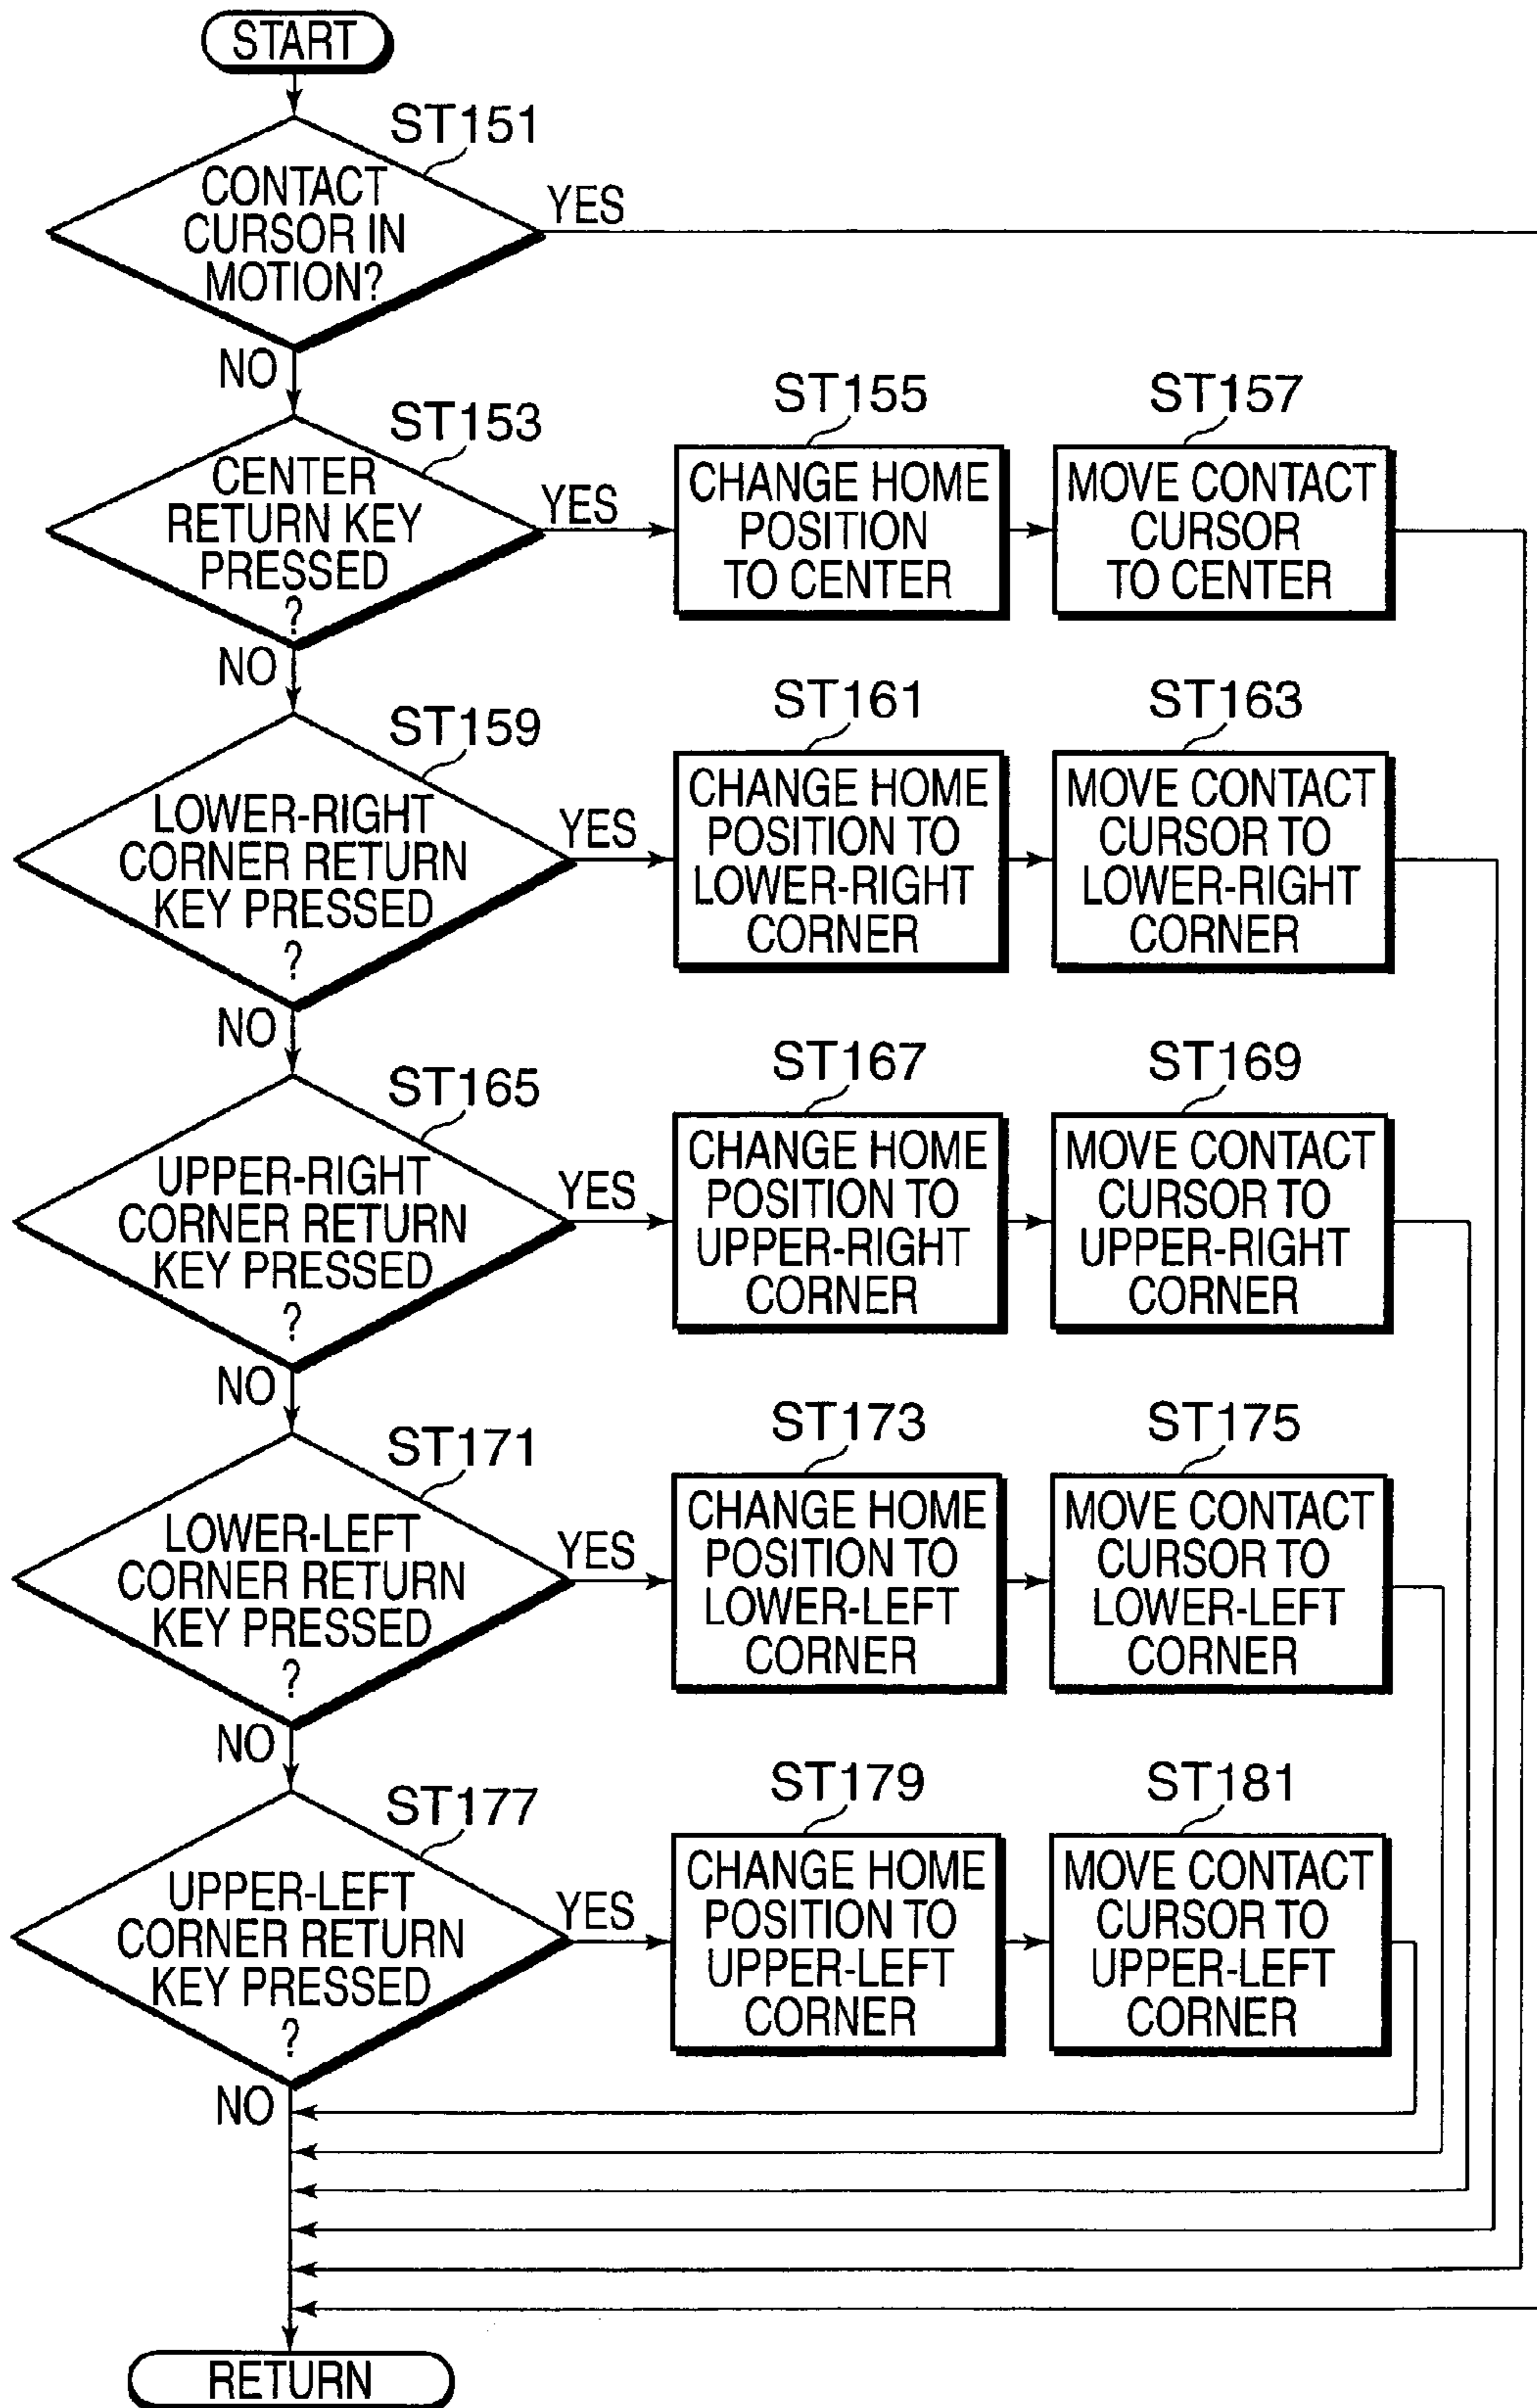 START
ST151
CONTACT
CURSOR IN
MOTION?
YES
NO
ST153
CENTER
RETURN KEY
PRESSED
?
YES
ST155
CHANGE HOME
POSITION
TO CENTER
ST157
MOVE CONTACT
CURSOR
TO CENTER
NO
ST159
LOWER-RIGHT
CORNER RETURN
KEY PRESSED
?
YES
ST161
CHANGE HOME
POSITION TO
LOWER-RIGHT
CORNER
ST163
MOVE CONTACT
CURSOR TO
LOWER-RIGHT
CORNER
NO
ST165
UPPER-RIGHT
CORNER RETURN
KEY PRESSED
?
YES
ST167
CHANGE HOME
POSITION TO
UPPER-RIGHT
CORNER
ST169
MOVE CONTACT
CURSOR TO
UPPER-RIGHT
CORNER
NO
ST171
LOWER-LEFT
CORNER RETURN
KEY PRESSED
?
YES
ST173
CHANGE HOME
POSITION TO
LOWER-LEFT
CORNER
ST175
MOVE CONTACT
CURSOR TO
LOWER-LEFT
CORNER
NO
ST177
UPPER-LEFT
CORNER RETURN
KEY PRESSED
?
YES
ST179
CHANGE HOME
POSITION TO
UPPER-LEFT
CORNER
ST181
MOVE CONTACT
CURSOR TO
UPPER-LEFT
CORNER
NO
RETURN